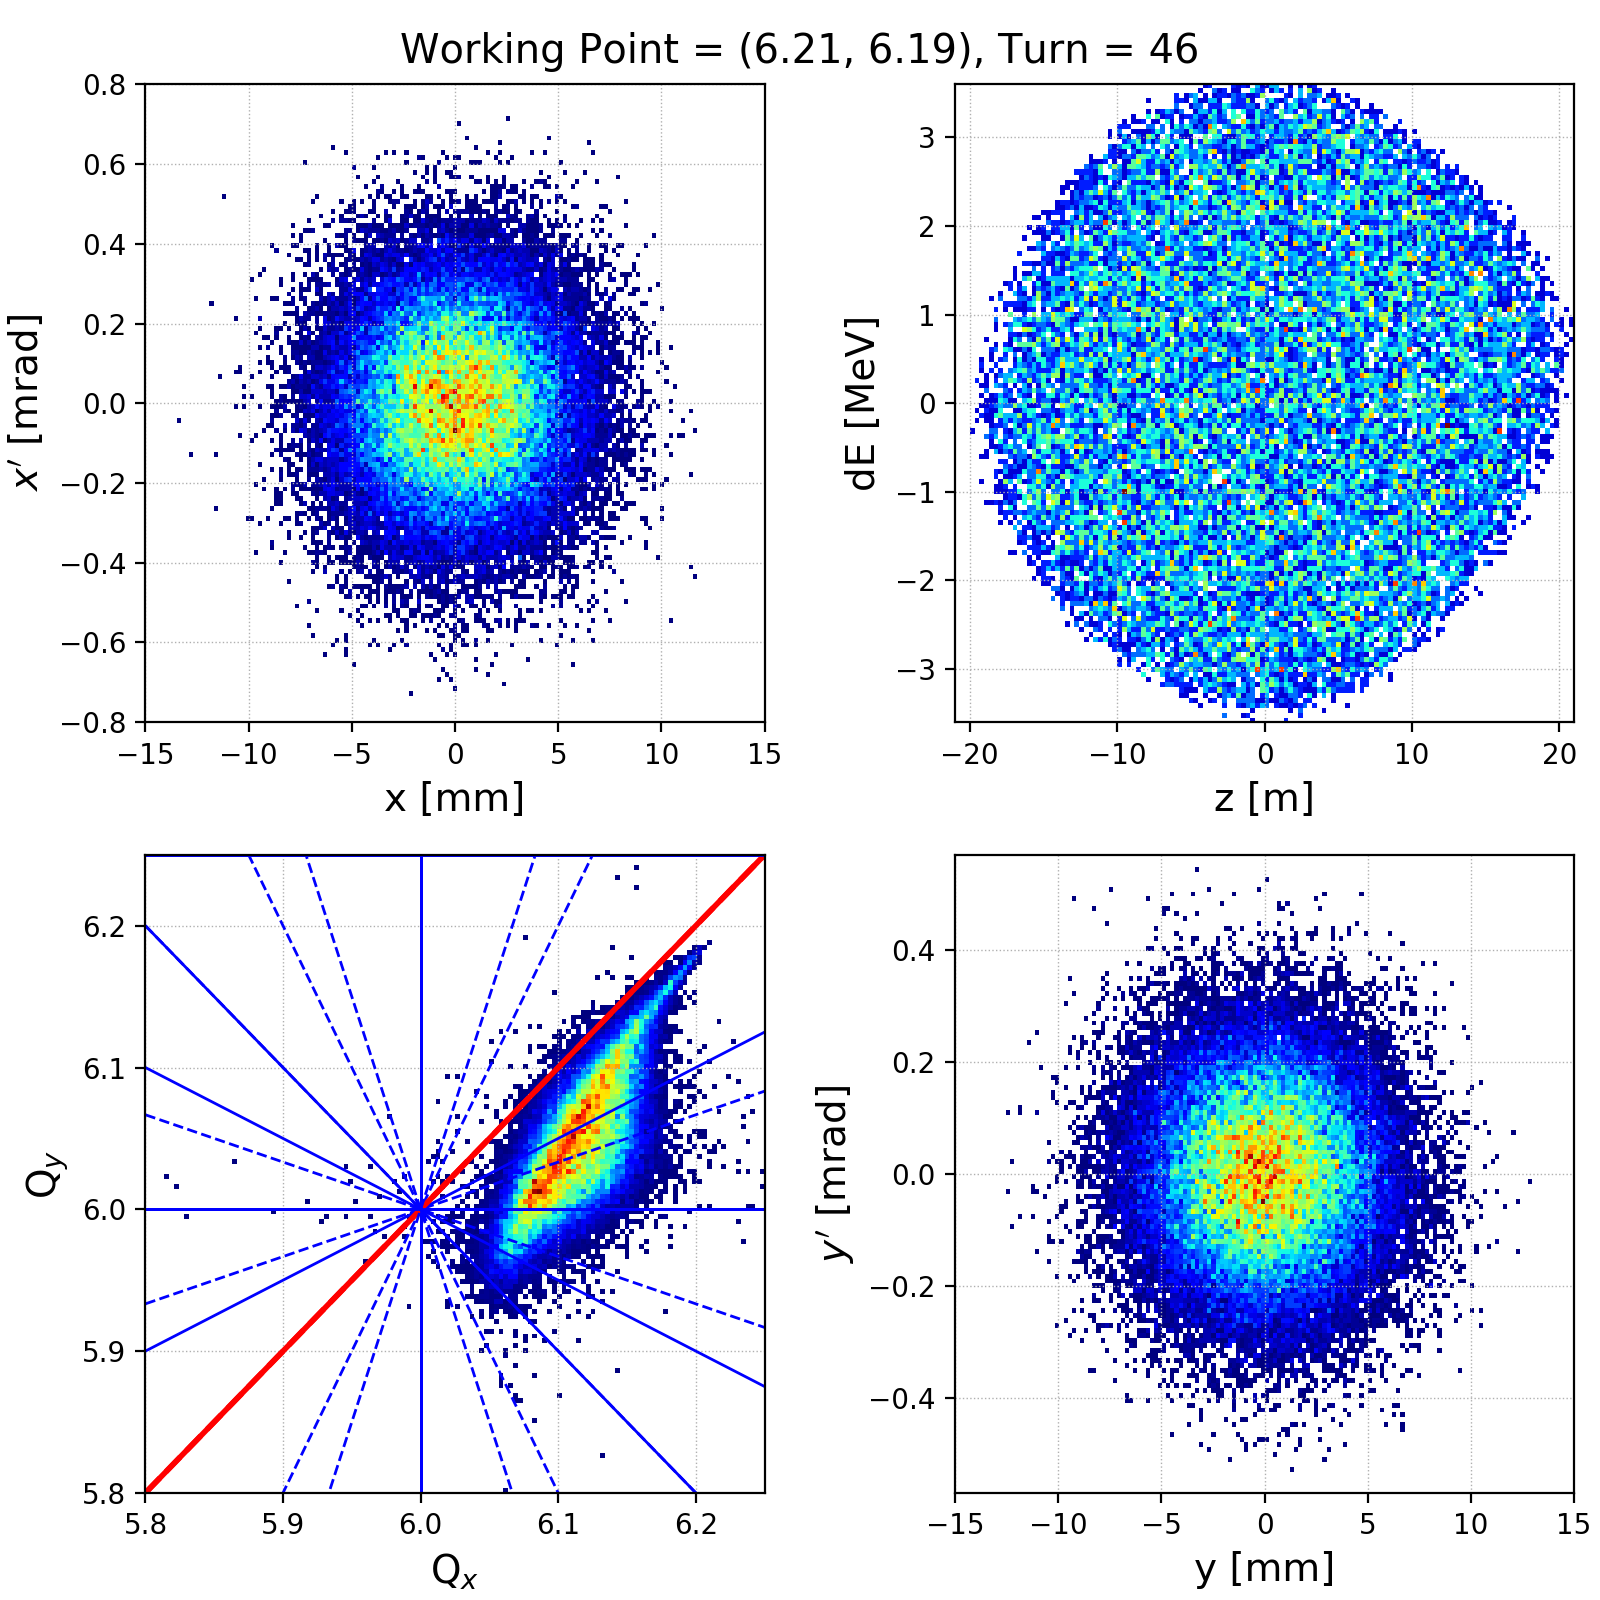 Working Point = (6.21, 6.19), Turn = 46
0.8
0.6
0.4
0.2
0.0
−0.2
−0.4
−0.6
−0.8
x′ [mrad]
−15 −10 −5 0 5 10 15
x [mm]
3
2
1
0
−1
−2
−3
dE [MeV]
−20 −10 0 10 20
z [m]
6.2
6.1
6.0
5.9
5.8
Qy
5.8 5.9 6.0 6.1 6.2
Qx
0.4
0.2
0.0
−0.2
−0.4
y′ [mrad]
−15 −10 −5 0 5 10 15
y [mm]